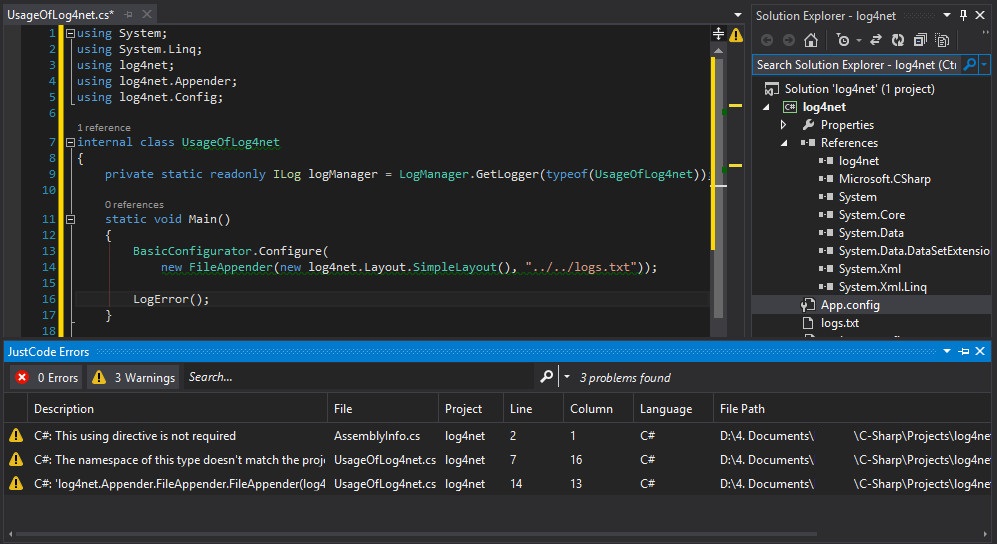 UsageOfLog4net.cs*
1 using System;
2 using System.Linq;
3 using log4net;
4 using log4net.Appender;
5 using log4net.Config;
6
1 reference
7 internal class UsageOfLog4net
8 {
9 private static readonly ILog logManager = LogManager.GetLogger(typeof(UsageOfLog4net));
10
0 references
11 static void Main()
12 {
13 BasicConfigurator.Configure(
14 new FileAppender(new log4net.Layout.SimpleLayout(), "../../logs.txt"));
15
16 LogError();
17 }
18
Solution Explorer - log4net
Search Solution Explorer - log4net (Ctr
Solution 'log4net' (1 project)
C# log4net
Properties
References
log4net
Microsoft.CSharp
System
System.Core
System.Data
System.Data.DataSetExtensio
System.Xml
System.Xml.Linq
App.config
logs.txt
JustCode Errors
0 Errors 3 Warnings Search... 3 problems found
Description File Project Line Column Language File Path
C#: This using directive is not required AssemblyInfo.cs log4net 2 1 C# D:\4. Documents\ \C-Sharp\Projects\log4ne
C#: The namespace of this type doesn't match the proj UsageOfLog4net.cs log4net 7 16 C# D:\4. Documents\ \C-Sharp\Projects\log4ne
C#: 'log4net.Appender.FileAppender.FileAppender(log4 UsageOfLog4net.cs log4net 14 13 C# D:\4. Documents\ \C-Sharp\Projects\log4ne